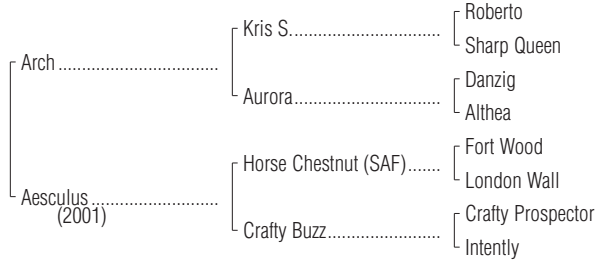 Roberto
Kris S.
Sharp Queen
Arch
Danzig
Aurora
Althea
Fort Wood
Horse Chestnut (SAF)
London Wall
Aesculus
(2001)
Crafty Prospector
Crafty Buzz
Intently